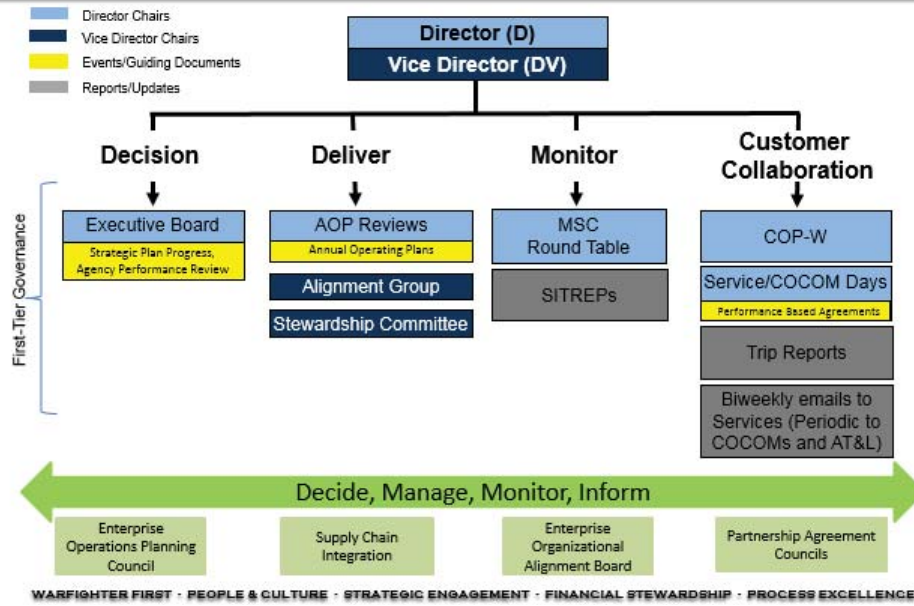 Director Chairs
Vice Director Chairs
Events/Guiding Documents
Reports/Updates
Director (D)
Vice Director (DV)
Decision
Deliver
Monitor
Customer
Collaboration
First-Tier Governance
Executive Board
Strategic Plan Progress,
Agency Performance Review
AOP Reviews
Annual Operating Plans
Alignment Group
Stewardship Committee
MSC
Round Table
SITREPs
COP-W
Service/COCOM Days
Performance Based Agreements
Trip Reports
Biweekly emails to
Services (Periodic to
COCOMs and AT&L)
Decide, Manage, Monitor, Inform
Enterprise
Operations Planning
Council
Supply Chain
Integration
Enterprise
Organizational
Alignment Board
Partnership Agreement
Councils
WARFIGHTER FIRST · PEOPLE & CULTURE · STRATEGIC ENGAGEMENT · FINANCIAL STEWARDSHIP · PROCESS EXCELLENCE